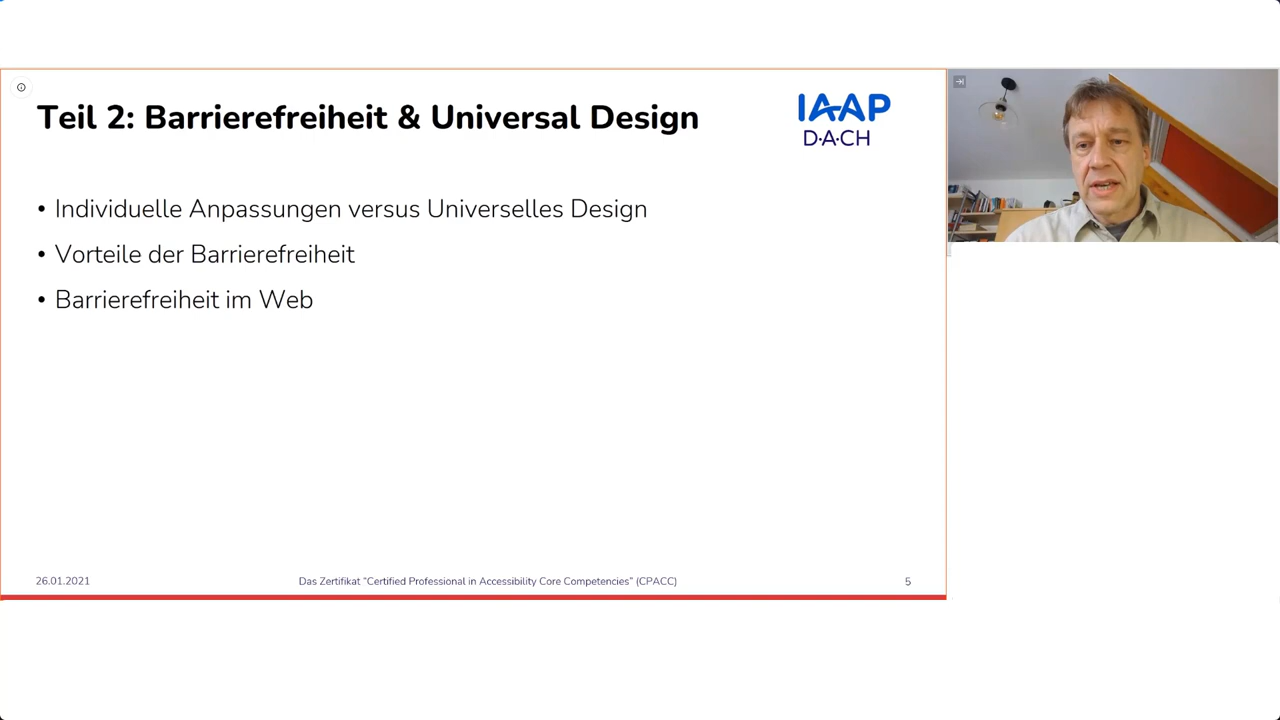 Teil 2: Barrierefreiheit & Universal Design
IAAP
D·A·CH
• Individuelle Anpassungen versus Universelles Design
• Vorteile der Barrierefreiheit
• Barrierefreiheit im Web
26.01.2021
Das Zertifikat "Certified Professional in Accessibility Core Competencies" (CPACC)
5